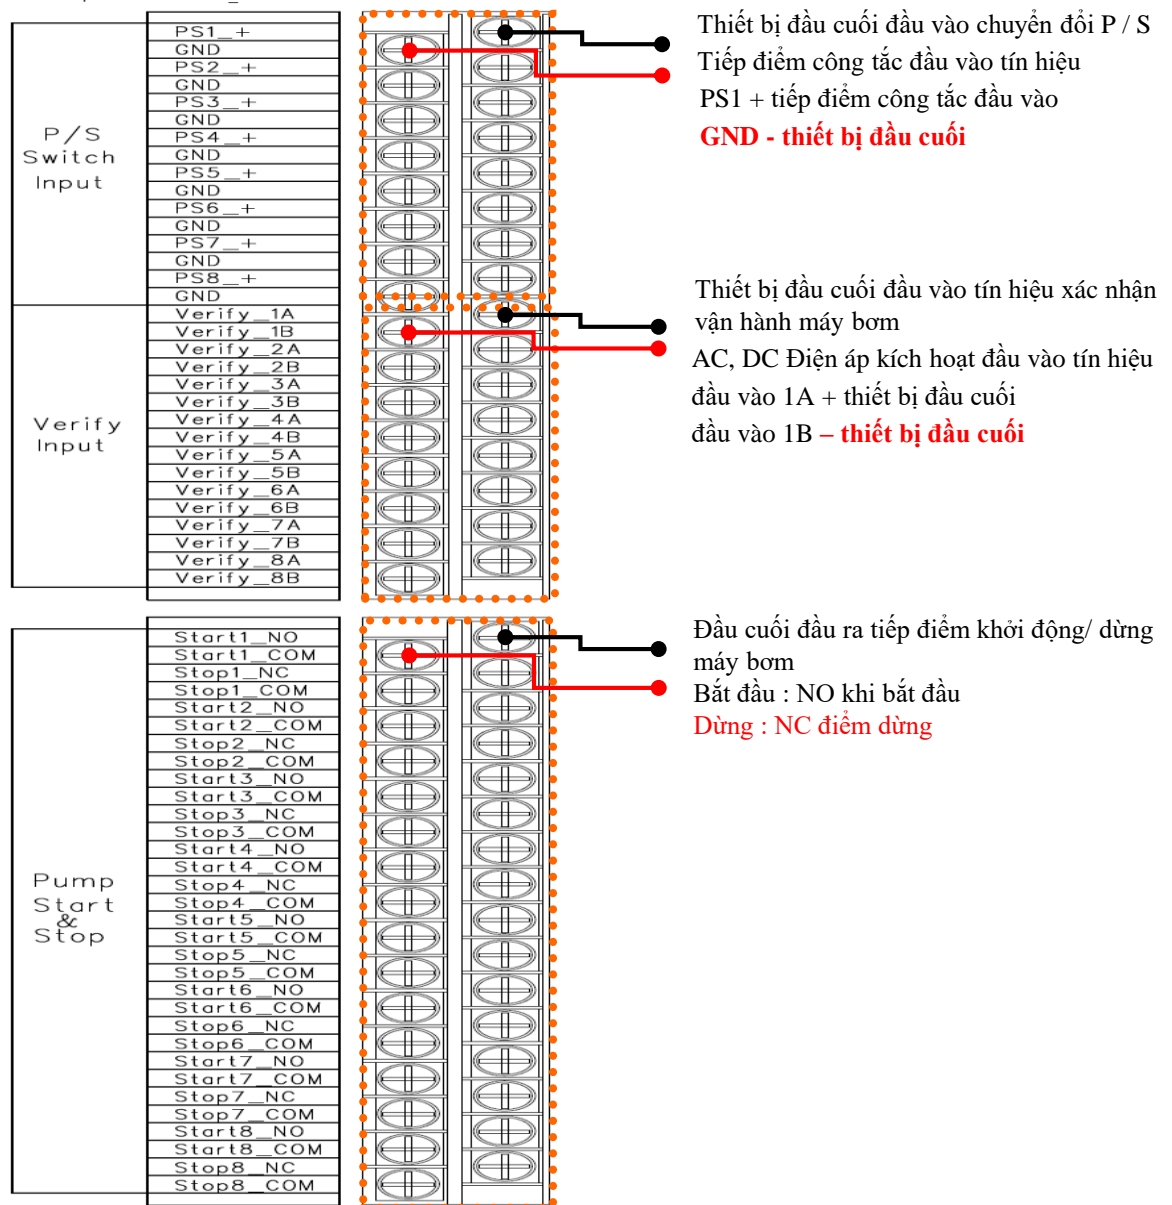 P/S
Switch
Input
PS1_+
GND
PS2_+
GND
PS3_+
GND
PS4_+
GND
PS5_+
GND
PS6_+
GND
PS7_+
GND
PS8_+
GND
Thiết bị đầu cuối đầu vào chuyển đổi P / S
Tiếp điểm công tắc đầu vào tín hiệu
PS1 + tiếp điểm công tắc đầu vào
GND - thiết bị đầu cuối
Verify
Input
Verify_1A
Verify_1B
Verify_2A
Verify_2B
Verify_3A
Verify_3B
Verify_4A
Verify_4B
Verify_5A
Verify_5B
Verify_6A
Verify_6B
Verify_7A
Verify_7B
Verify_8A
Verify_8B
Thiết bị đầu cuối đầu vào tín hiệu xác nhận
vận hành máy bơm
AC, DC Điện áp kích hoạt đầu vào tín hiệu
đầu vào 1A + thiết bị đầu cuối
đầu vào 1B – thiết bị đầu cuối
Pump
Start
&
Stop
Start1_NO
Start1_COM
Stop1_NC
Stop1_COM
Start2_NO
Start2_COM
Stop2_NC
Stop2_COM
Start3_NO
Start3_COM
Stop3_NC
Stop3_COM
Start4_NO
Start4_COM
Stop4_NC
Stop4_COM
Start5_NO
Start5_COM
Stop5_NC
Stop5_COM
Start6_NO
Start6_COM
Stop6_NC
Stop6_COM
Start7_NO
Start7_COM
Stop7_NC
Stop7_COM
Start8_NO
Start8_COM
Stop8_NC
Stop8_COM
Đầu cuối đầu ra tiếp điểm khởi động/ dừng
máy bơm
Bắt đầu : NO khi bắt đầu
Dừng : NC điểm dừng